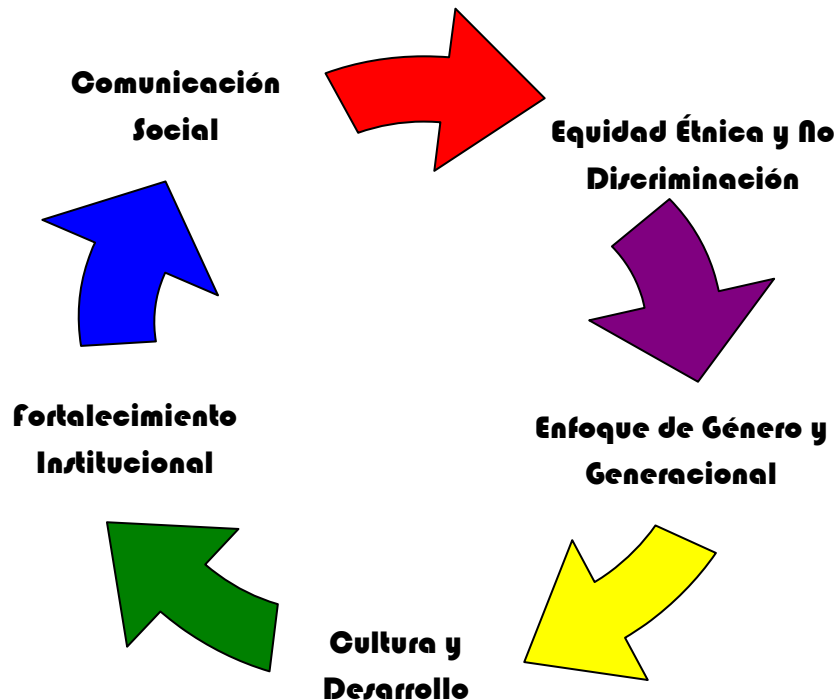 Comunicación
Social
Equidad Étnica y No
Discriminación
Enfoque de Género y
Generacional
Cultura y
Desarrollo
Fortalecimiento
Institucional